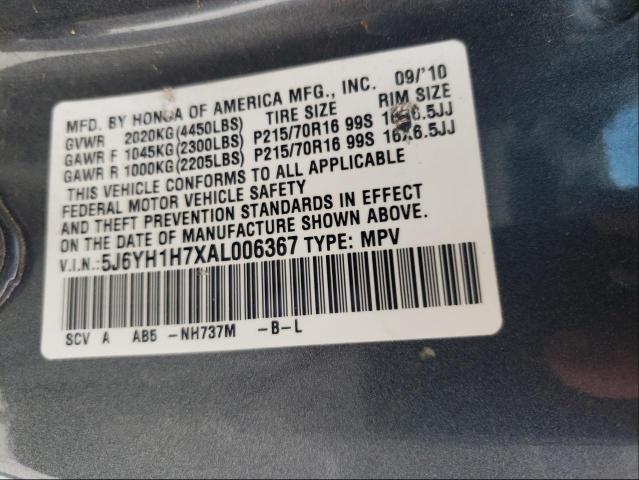 MFD. BY HONDA OF AMERICA MFG., INC. 09/'10
GVWR 2020KG(4450LBS) TIRE SIZE RIM SIZE
GAWR F 1045KG(2300LBS) P215/70R16 99S 16X6.5JJ
GAWR R 1000KG(2205LBS) P215/70R16 99S 16X6.5JJ
THIS VEHICLE CONFORMS TO ALL APPLICABLE
FEDERAL MOTOR VEHICLE SAFETY
AND THEFT PREVENTION STANDARDS IN EFFECT
ON THE DATE OF MANUFACTURE SHOWN ABOVE.
V.I.N.:5J6YH1H7XAL006367 TYPE: MPV
SCV A AB5 -NH737M -B-L